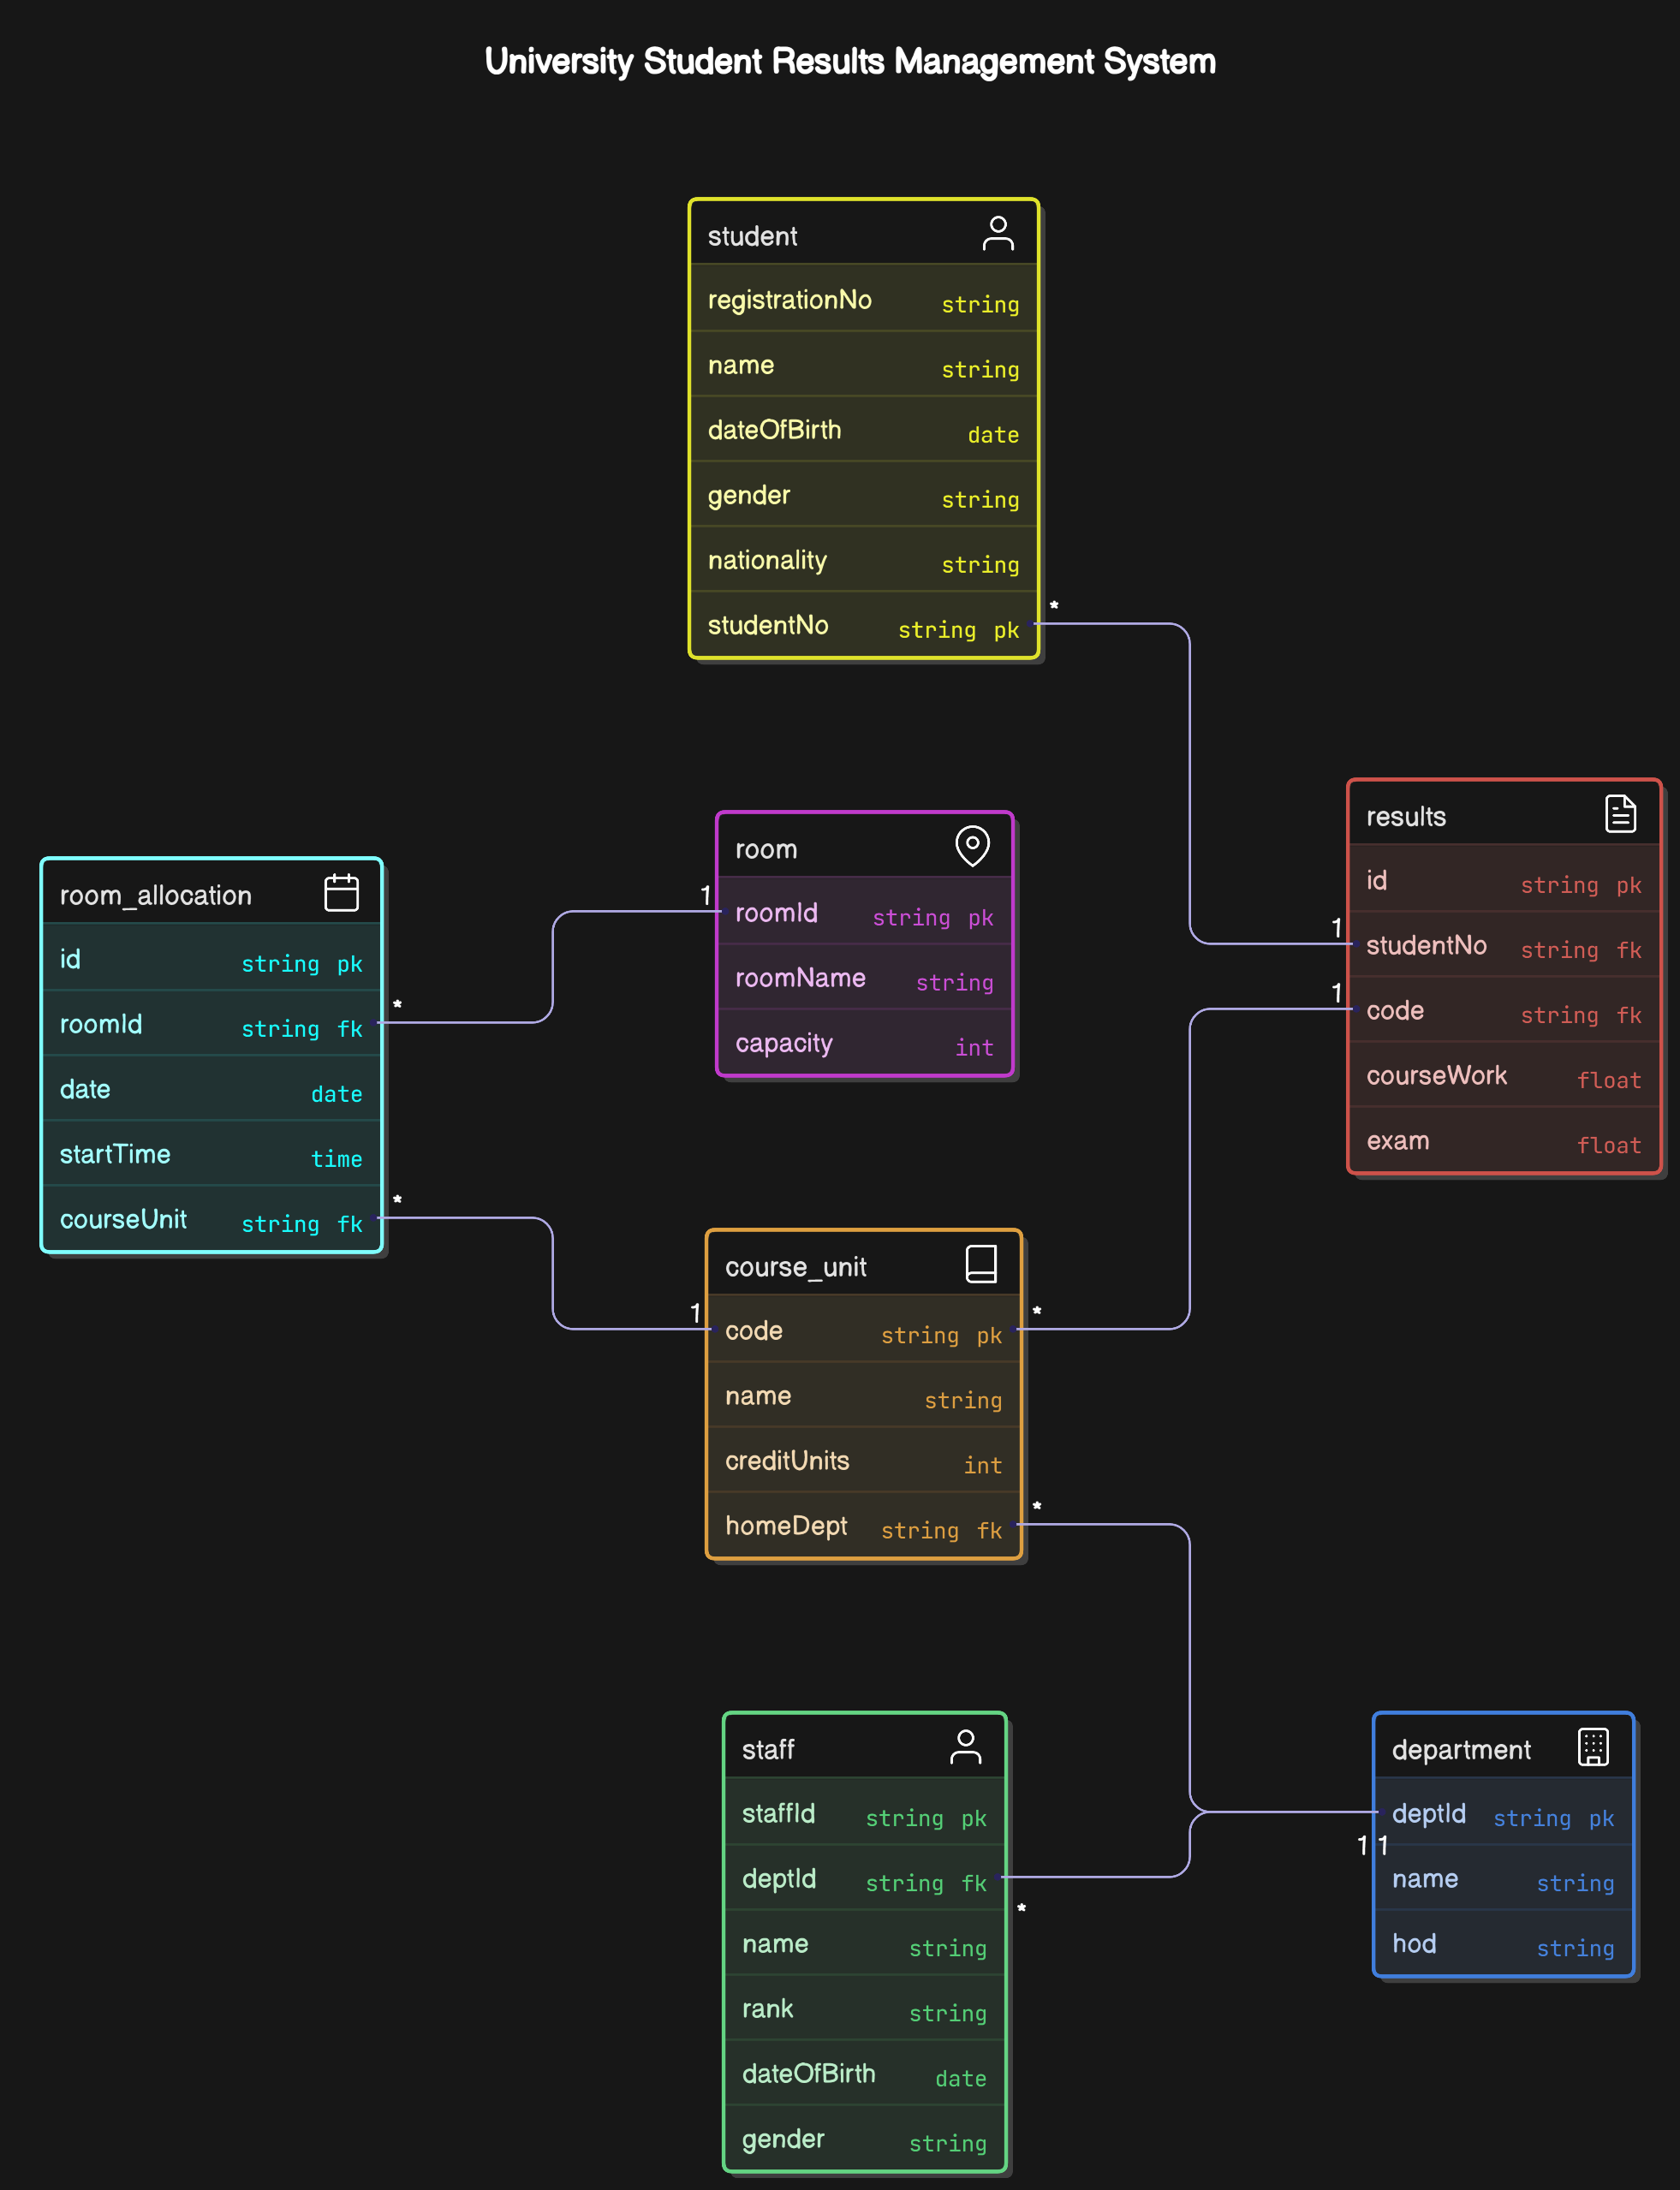 University Student Results Management System
student
registrationNo string
name string
dateOfBirth date
gender string
nationality string
studentNo string pk
*
results
id string pk
1
studentNo string fk
1
code string fk
courseWork float
exam float
room
1
roomId string pk
roomName string
capacity int
room_allocation
id string pk
roomId string fk
*
date date
startTime time
courseUnit string fk
*
course_unit
1
code string pk
*
name string
creditUnits int
homeDept string fk
*
staff
staffId string pk
deptId string fk
*
name string
rank string
dateOfBirth date
gender string
department
deptId string pk
1 1
name string
hod string